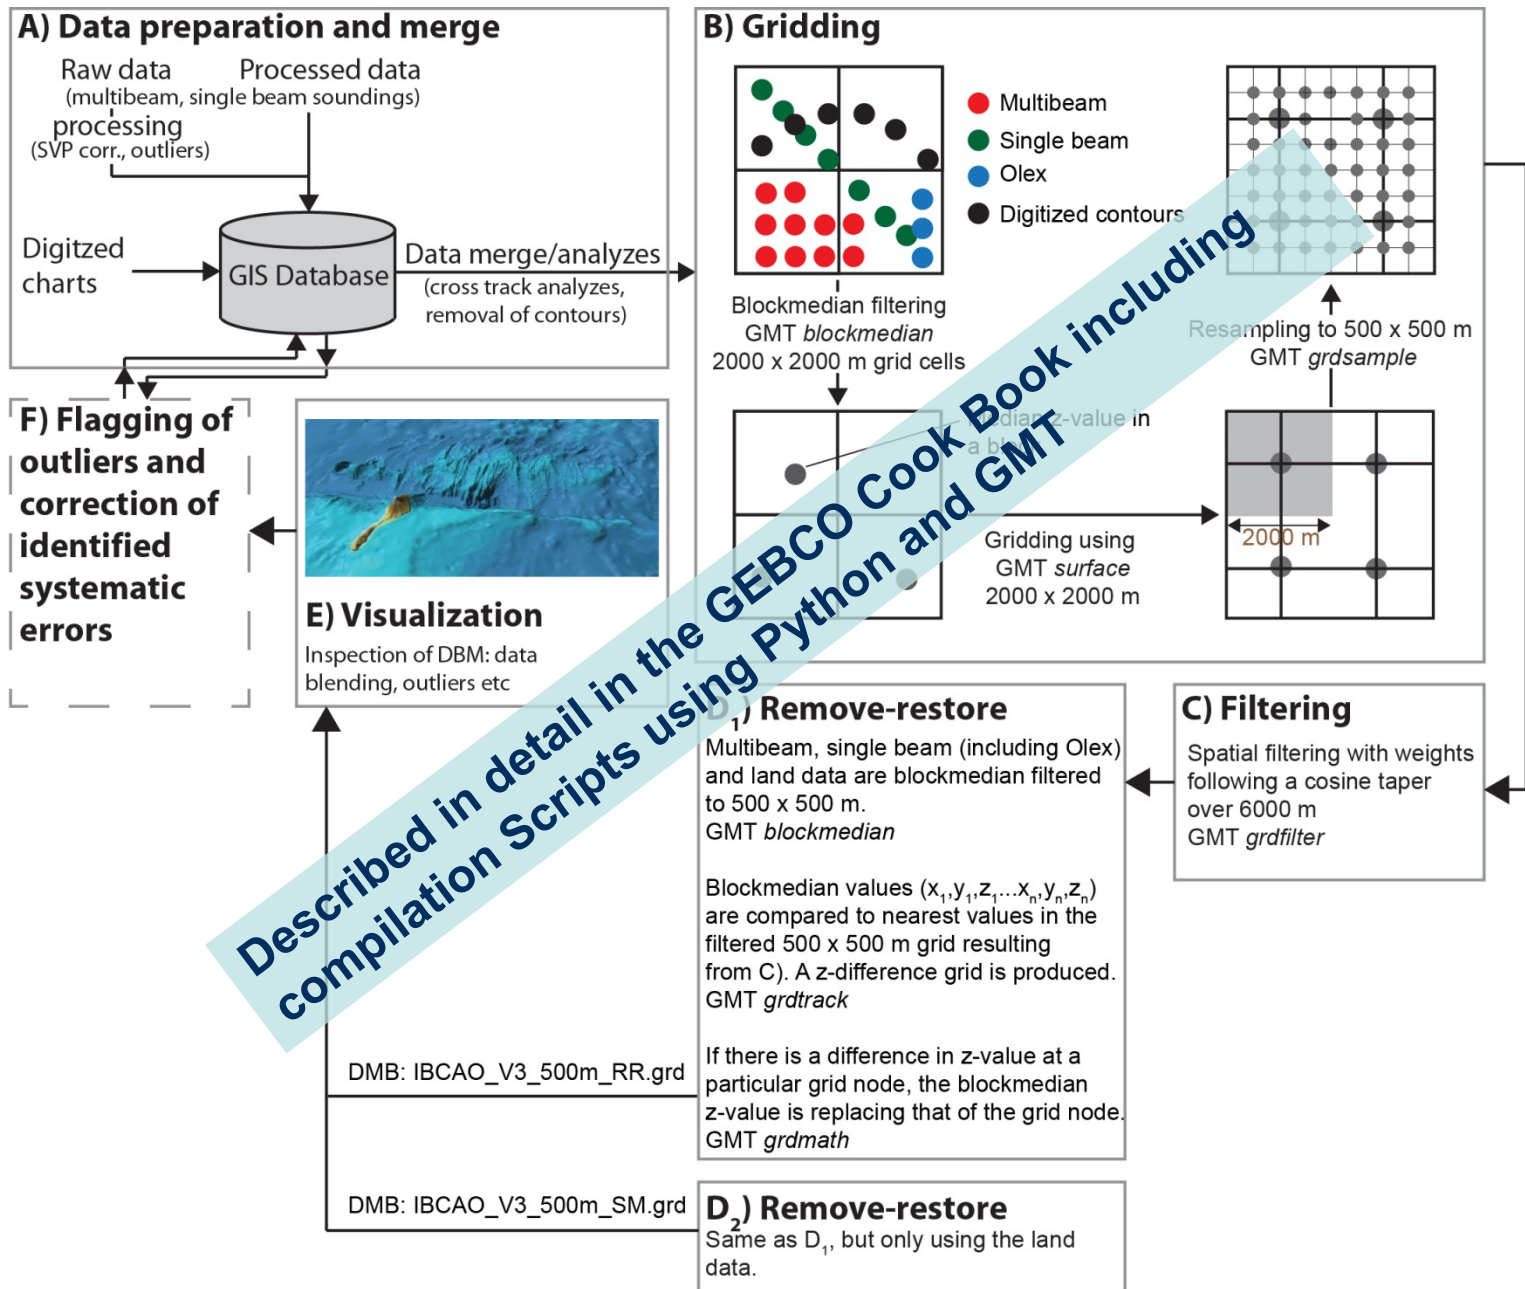 A) Data preparation and merge
Raw data
Processed data
(multibeam, single beam soundings)
processing
(SVP corr., outliers)
Digitzed
charts
GIS Database
Data merge/analyzes
(cross track analyzes,
removal of contours)
B) Gridding
Multibeam
Single beam
Olex
Digitized contours
Blockmedian filtering
GMT blockmedian
2000 x 2000 m grid cells
Resampling to 500 x 500 m
GMT grdsample
Median z-value in
a
Gridding using
GMT surface
2000 x 2000 m
2000 m
F) Flagging of
outliers and
correction of
identified
systematic
errors
E) Visualization
Inspection of DBM: data
blending, outliers etc
D1) Remove-restore
Multibeam, single beam (including Olex)
and land data are blockmedian filtered
to 500 x 500 m.
GMT blockmedian
Blockmedian values (x1,y1,z1...xn,yn,zn)
are compared to nearest values in the
filtered 500 x 500 m grid resulting
from C). A z-difference grid is produced.
GMT grdtrack
If there is a difference in z-value at a
particular grid node, the blockmedian
z-value is replacing that of the grid node.
GMT grdmath
C) Filtering
Spatial filtering with weights
following a cosine taper
over 6000 m
GMT grdfilter
DMB: IBCAO_V3_500m_RR.grd
DMB: IBCAO_V3_500m_SM.grd
D2) Remove-restore
Same as D1, but only using the land
data.
Described in detail in the GEBCO Cook Book including
compilation Scripts using Python and GMT